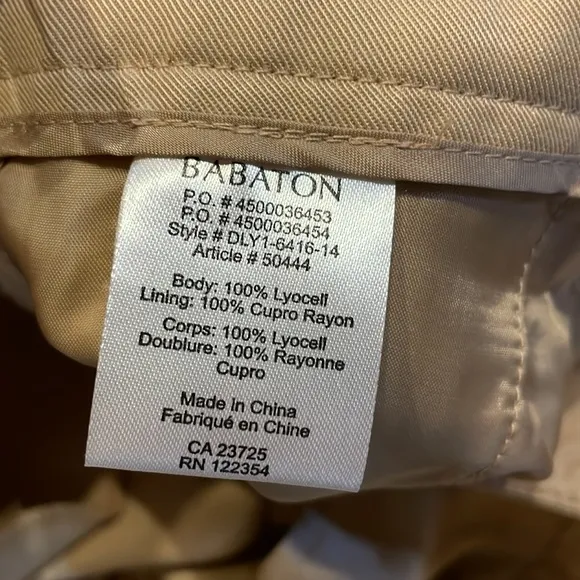 BABATON
P.O. # 4500036453
P.O. # 4500036454
Style # DLY1-6416-14
Article # 50444
Body: 100% Lyocell
Lining: 100% Cupro Rayon
Corps: 100% Lyocell
Doublure: 100% Rayonne
Cupro
Made in China
Fabriqué en Chine
CA 23725
RN 122354